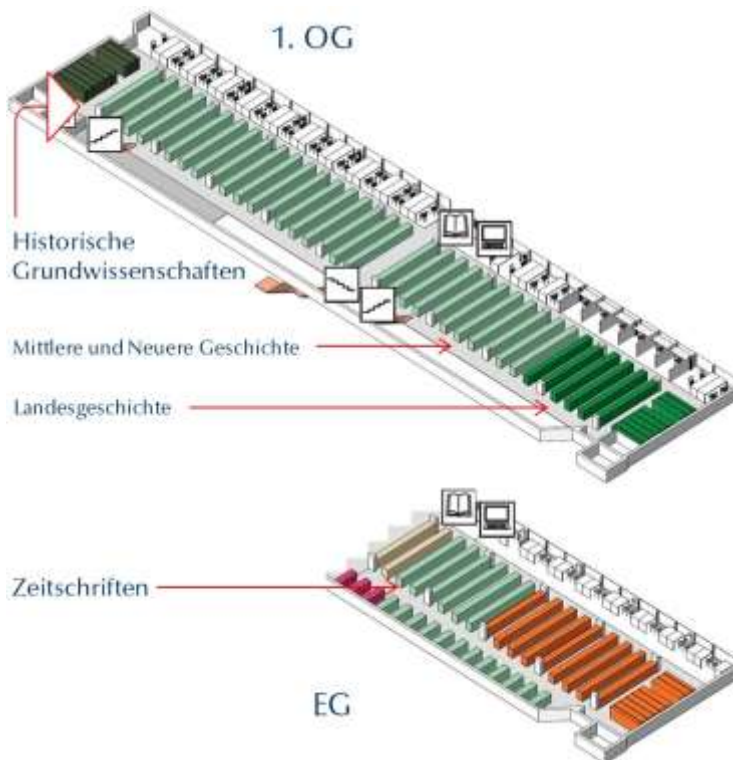 1. OG
Historische
Grundwissenschaften
Mittlere und Neuere Geschichte
Landesgeschichte
Zeitschriften
EG